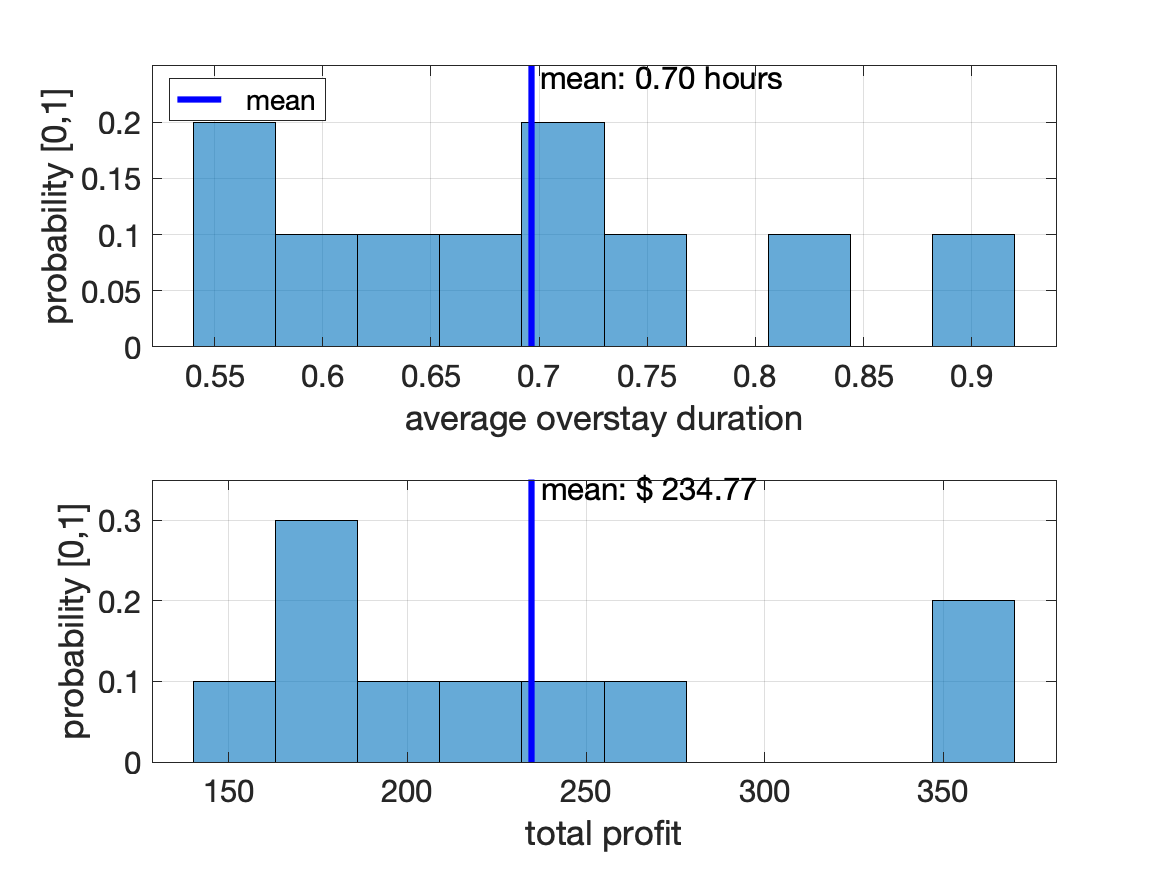 mean: 0.70 hours
mean
probability [0,1]
0.2
0.15
0.1
0.05
0
0.55 0.6 0.65 0.7 0.75 0.8 0.85 0.9
average overstay duration
mean: $ 234.77
probability [0,1]
0.3
0.2
0.1
0
150 200 250 300 350
total profit